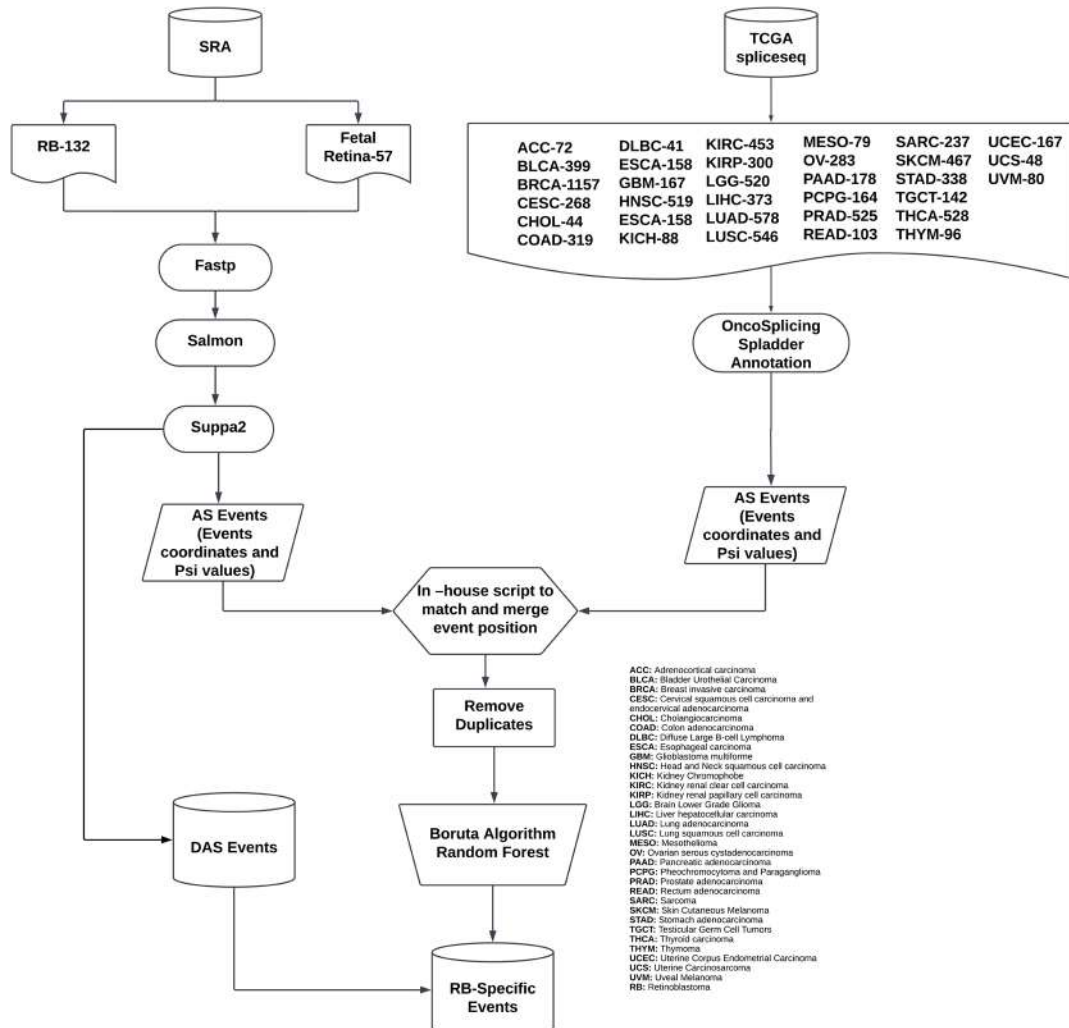 SRA
TCGA
spliceseq
RB-132
Fetal
Retina-57
ACC-72
BLCA-399
BRCA-1157
CESC-268
CHOL-44
COAD-319
DLBC-41
ESCA-158
GBM-167
HNSC-519
ESCA-158
KICH-88
KIRC-453
KIRP-300
LGG-520
LIHC-373
LUAD-578
LUSC-546
MESO-79
OV-283
PAAD-178
PCPG-164
PRAD-525
READ-103
SARC-237
SKCM-467
STAD-338
TGCT-142
THCA-528
THYM-96
UCEC-167
UCS-48
UVM-80
Fastp
Salmon
Suppa2
OncoSplicing
Spladder
Annotation
AS Events
(Events
coordinates and
Psi values)
AS Events
(Events
coordinates and
Psi values)
In –house script to
match and merge
event position
Remove
Duplicates
Boruta Algorithm
Random Forest
DAS Events
RB-Specific
Events
ACC: Adrenocortical carcinoma
BLCA: Bladder Urothelial Carcinoma
BRCA: Breast invasive carcinoma
CESC: Cervical squamous cell carcinoma and
endocervical adenocarcinoma
CHOL: Cholangiocarcinoma
COAD: Colon adenocarcinoma
DLBC: Diffuse Large B-cell Lymphoma
ESCA: Esophageal carcinoma
GBM: Glioblastoma multiforme
HNSC: Head and Neck squamous cell carcinoma
KICH: Kidney Chromophobe
KIRC: Kidney renal clear cell carcinoma
KIRP: Kidney renal papillary cell carcinoma
LGG: Brain Lower Grade Glioma
LIHC: Liver hepatocellular carcinoma
LUAD: Lung adenocarcinoma
LUSC: Lung squamous cell carcinoma
MESO: Mesothelioma
OV: Ovarian serous cystadenocarcinoma
PAAD: Pancreatic adenocarcinoma
PCPG: Pheochromocytoma and Paraganglioma
PRAD: Prostate adenocarcinoma
READ: Rectum adenocarcinoma
SARC: Sarcoma
SKCM: Skin Cutaneous Melanoma
STAD: Stomach adenocarcinoma
TGCT: Testicular Germ Cell Tumors
THCA: Thyroid carcinoma
THYM: Thymoma
UCEC: Uterine Corpus Endometrial Carcinoma
UCS: Uterine Carcinosarcoma
UVM: Uveal Melanoma
RB: Retinoblastoma